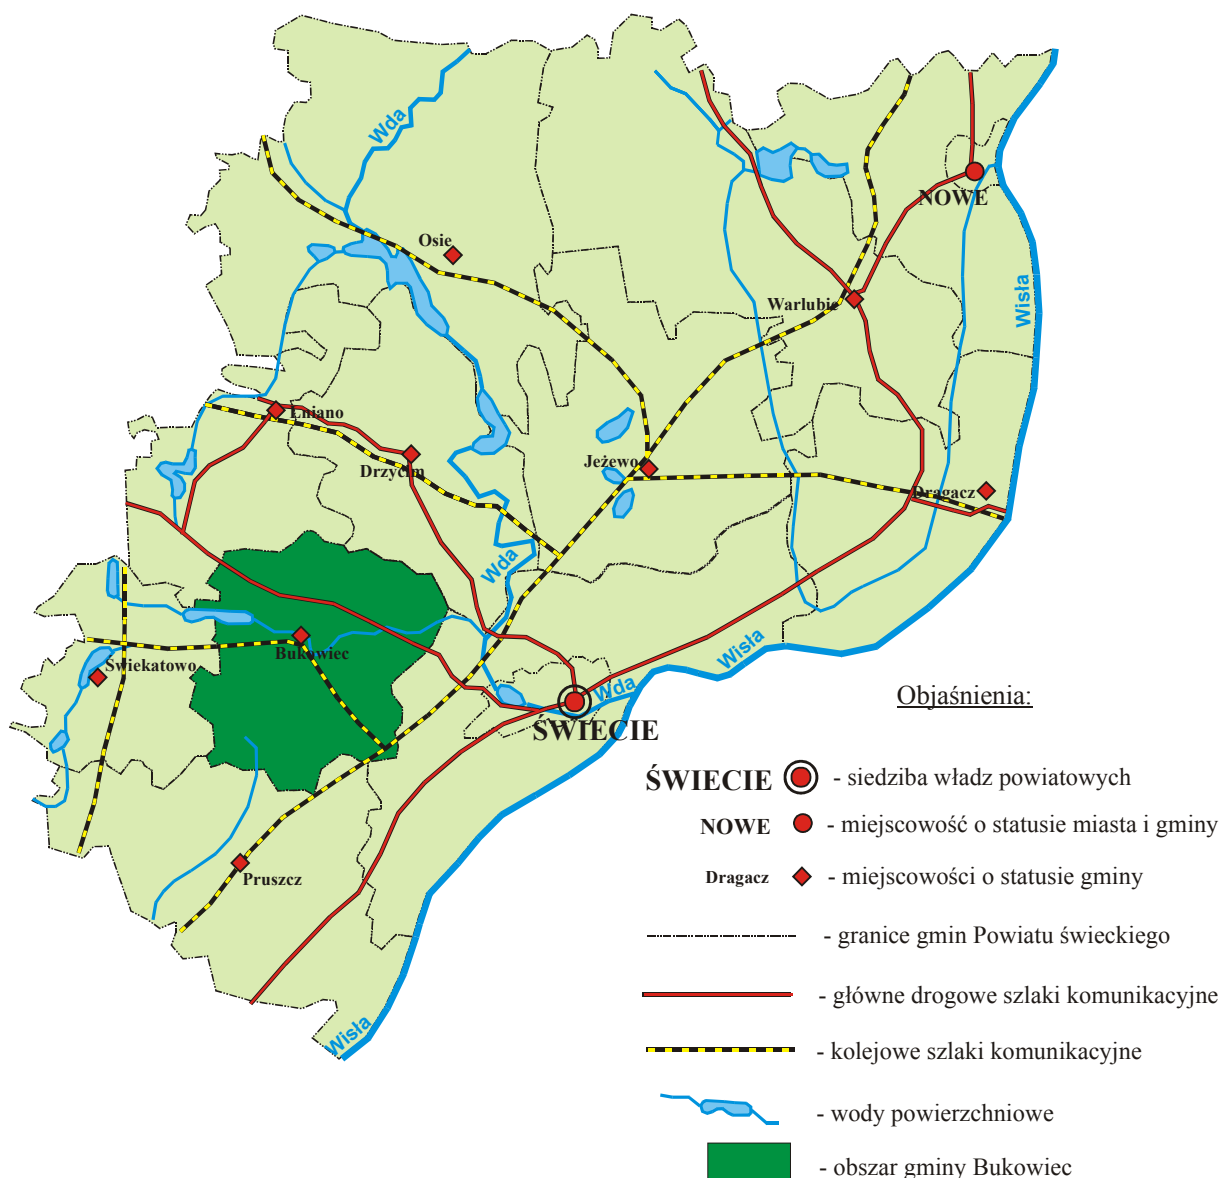 Wda
Osie
NOWE
Warlubie
Wisła
Lniano
Drzycim
Jeżewo
Dragacz
Wda
Bukowiec
Świekatowo
Wisła
Wda
ŚWIECIE
Pruszcz
Wisła
Objaśnienia:
ŚWIECIE - siedziba władz powiatowych
NOWE - miejscowość o statusie miasta i gminy
Dragacz - miejscowości o statusie gminy
- granice gmin Powiatu świeckiego
- główne drogowe szlaki komunikacyjne
- kolejowe szlaki komunikacyjne
- wody powierzchniowe
- obszar gminy Bukowiec